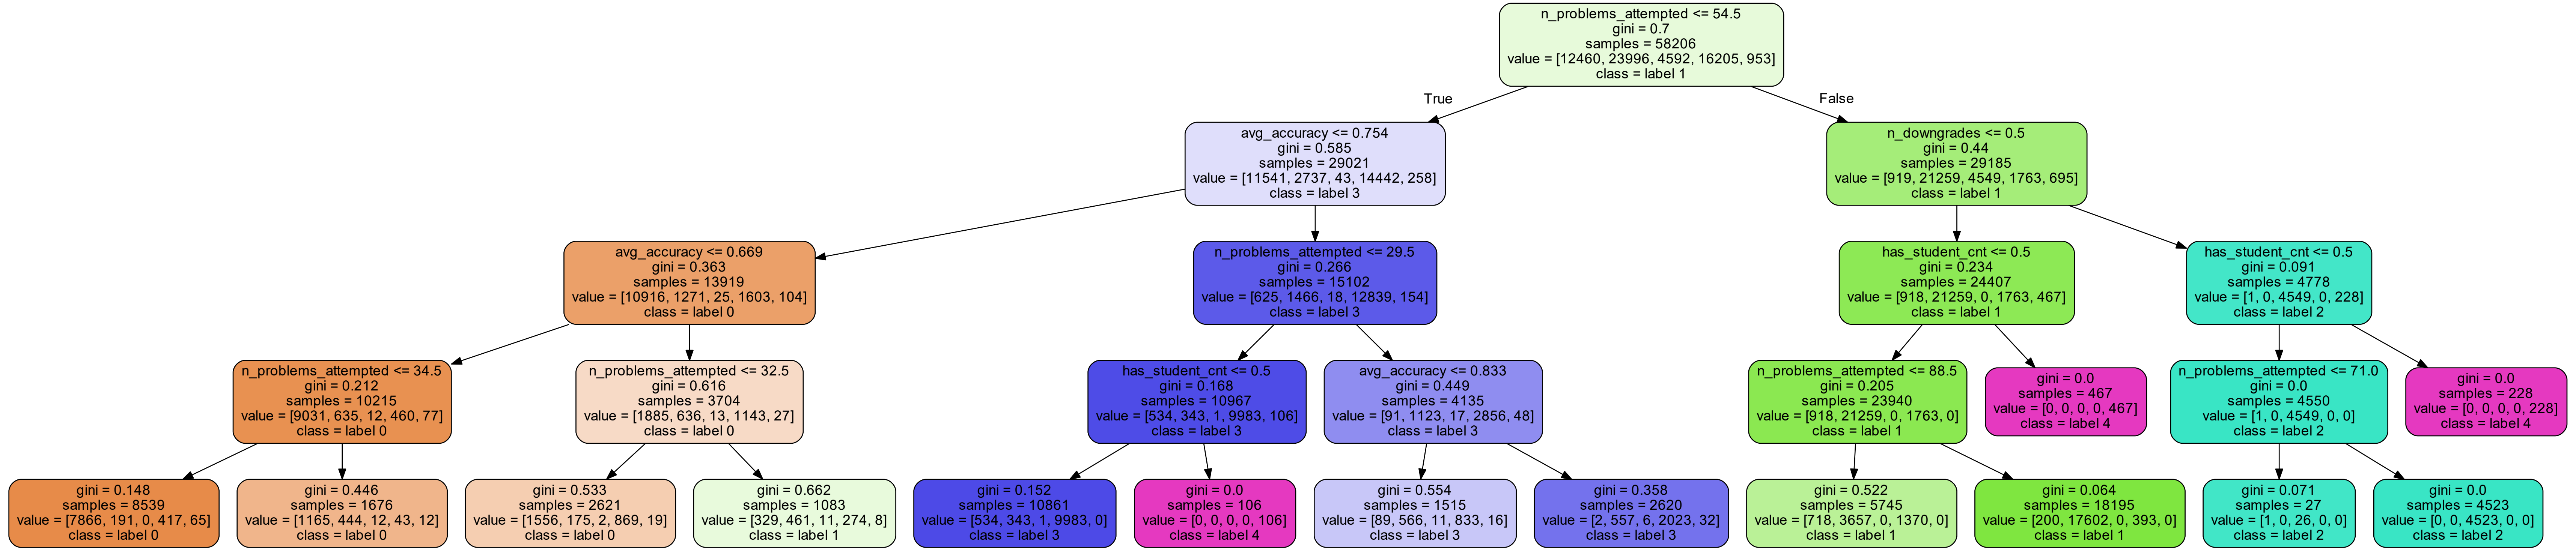 n_problems_attempted <= 54.5
gini = 0.7
samples = 58206
value = [12460, 23996, 4592, 16205, 953]
class = label 1
True
False
avg_accuracy <= 0.754
gini = 0.585
samples = 29021
value = [11541, 2737, 43, 14442, 258]
class = label 3
n_downgrades <= 0.5
gini = 0.44
samples = 29185
value = [919, 21259, 4549, 1763, 695]
class = label 1
avg_accuracy <= 0.669
gini = 0.363
samples = 13919
value = [10916, 1271, 25, 1603, 104]
class = label 0
n_problems_attempted <= 29.5
gini = 0.266
samples = 15102
value = [625, 1466, 18, 12839, 154]
class = label 3
has_student_cnt <= 0.5
gini = 0.234
samples = 24407
value = [918, 21259, 0, 1763, 467]
class = label 1
has_student_cnt <= 0.5
gini = 0.091
samples = 4778
value = [1, 0, 4549, 0, 228]
class = label 2
n_problems_attempted <= 34.5
gini = 0.212
samples = 10215
value = [9031, 635, 12, 460, 77]
class = label 0
n_problems_attempted <= 32.5
gini = 0.616
samples = 3704
value = [1885, 636, 13, 1143, 27]
class = label 0
has_student_cnt <= 0.5
gini = 0.168
samples = 10967
value = [534, 343, 1, 9983, 106]
class = label 3
avg_accuracy <= 0.833
gini = 0.449
samples = 4135
value = [91, 1123, 17, 2856, 48]
class = label 3
n_problems_attempted <= 88.5
gini = 0.205
samples = 23940
value = [918, 21259, 0, 1763, 0]
class = label 1
gini = 0.0
samples = 467
value = [0, 0, 0, 0, 467]
class = label 4
n_problems_attempted <= 71.0
gini = 0.0
samples = 4550
value = [1, 0, 4549, 0, 0]
class = label 2
gini = 0.0
samples = 228
value = [0, 0, 0, 0, 228]
class = label 4
gini = 0.148
samples = 8539
value = [7866, 191, 0, 417, 65]
class = label 0
gini = 0.446
samples = 1676
value = [1165, 444, 12, 43, 12]
class = label 0
gini = 0.533
samples = 2621
value = [1556, 175, 2, 869, 19]
class = label 0
gini = 0.662
samples = 1083
value = [329, 461, 11, 274, 8]
class = label 1
gini = 0.152
samples = 10861
value = [534, 343, 1, 9983, 0]
class = label 3
gini = 0.0
samples = 106
value = [0, 0, 0, 0, 106]
class = label 4
gini = 0.554
samples = 1515
value = [89, 566, 11, 833, 16]
class = label 3
gini = 0.358
samples = 2620
value = [2, 557, 6, 2023, 32]
class = label 3
gini = 0.522
samples = 5745
value = [718, 3657, 0, 1370, 0]
class = label 1
gini = 0.064
samples = 18195
value = [200, 17602, 0, 393, 0]
class = label 1
gini = 0.071
samples = 27
value = [1, 0, 26, 0, 0]
class = label 2
gini = 0.0
samples = 4523
value = [0, 0, 4523, 0, 0]
class = label 2